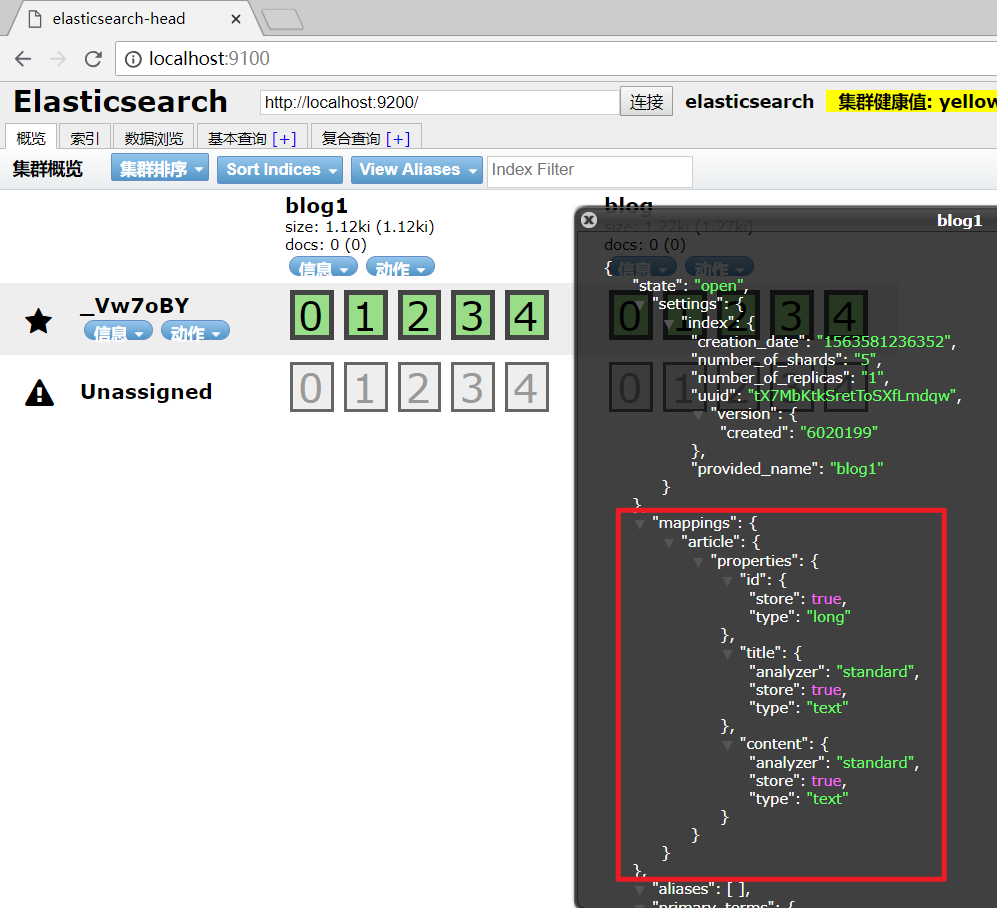 elasticsearch-head
localhost:9100
Elasticsearch http://localhost:9200/ 连接 elasticsearch 集群健康值: yellow
概览 索引 数据浏览 基本查询 [+] 复合查询 [+]
集群概览 集群排序 Sort Indices View Aliases Index Filter
blog1 blog
size: 1.12ki (1.12ki) size: 1.27ki (1.27ki)
docs: 0 (0) docs: 0 (0)
信息 动作 信息 动作
_Vw7oBY 0 1 2 3 4 0 1 2 3 4
信息 动作
Unassigned 0 1 2 3 4 0 1 2 3 4
blog1
{
"state": "open",
"settings": {
"index": {
"creation_date": "1563581236352",
"number_of_shards": "5",
"number_of_replicas": "1",
"uuid": "tX7MbKtkSretToSXfLmdqw",
"version": {
"created": "6020199"
},
"provided_name": "blog1"
}
},
"mappings": {
"article": {
"properties": {
"id": {
"store": true,
"type": "long"
},
"title": {
"analyzer": "standard",
"store": true,
"type": "text"
},
"content": {
"analyzer": "standard",
"store": true,
"type": "text"
}
}
}
},
"aliases": [ ],
"primary_terms": {